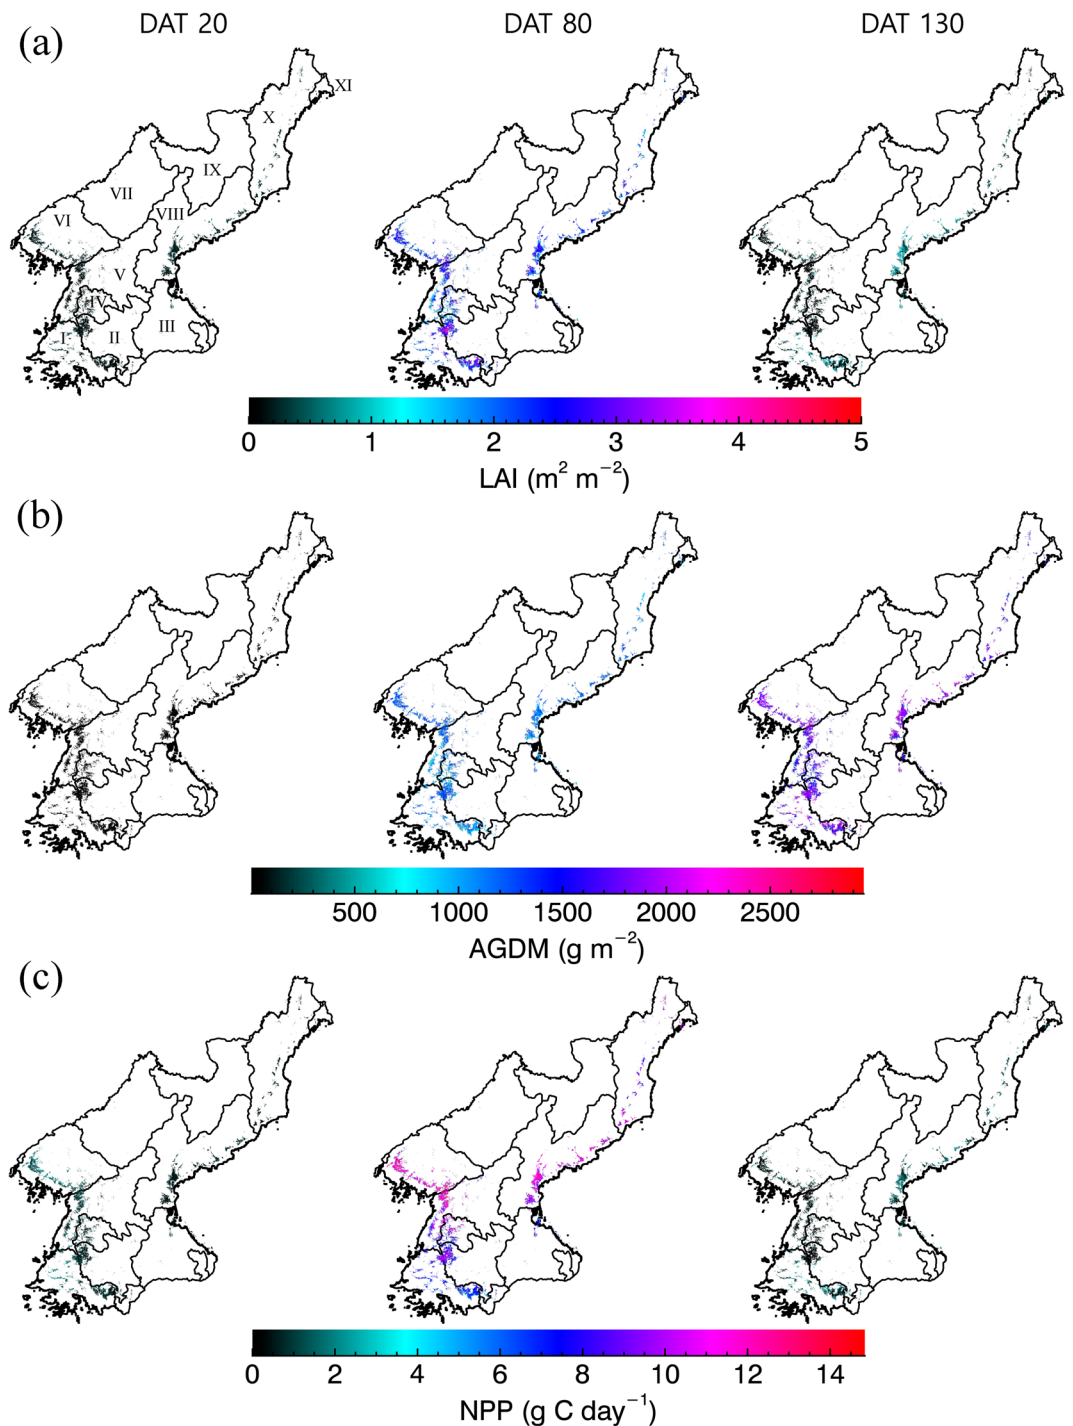 DAT 20 DAT 80 DAT 130
(a)
XI
X
IX
VII
VIII
VI
V
IV
III
II
I
0 1 2 3 4 5
LAI (m² m⁻²)
(b)
500 1000 1500 2000 2500
AGDM (g m⁻²)
(c)
0 2 4 6 8 10 12 14
NPP (g C day⁻¹)